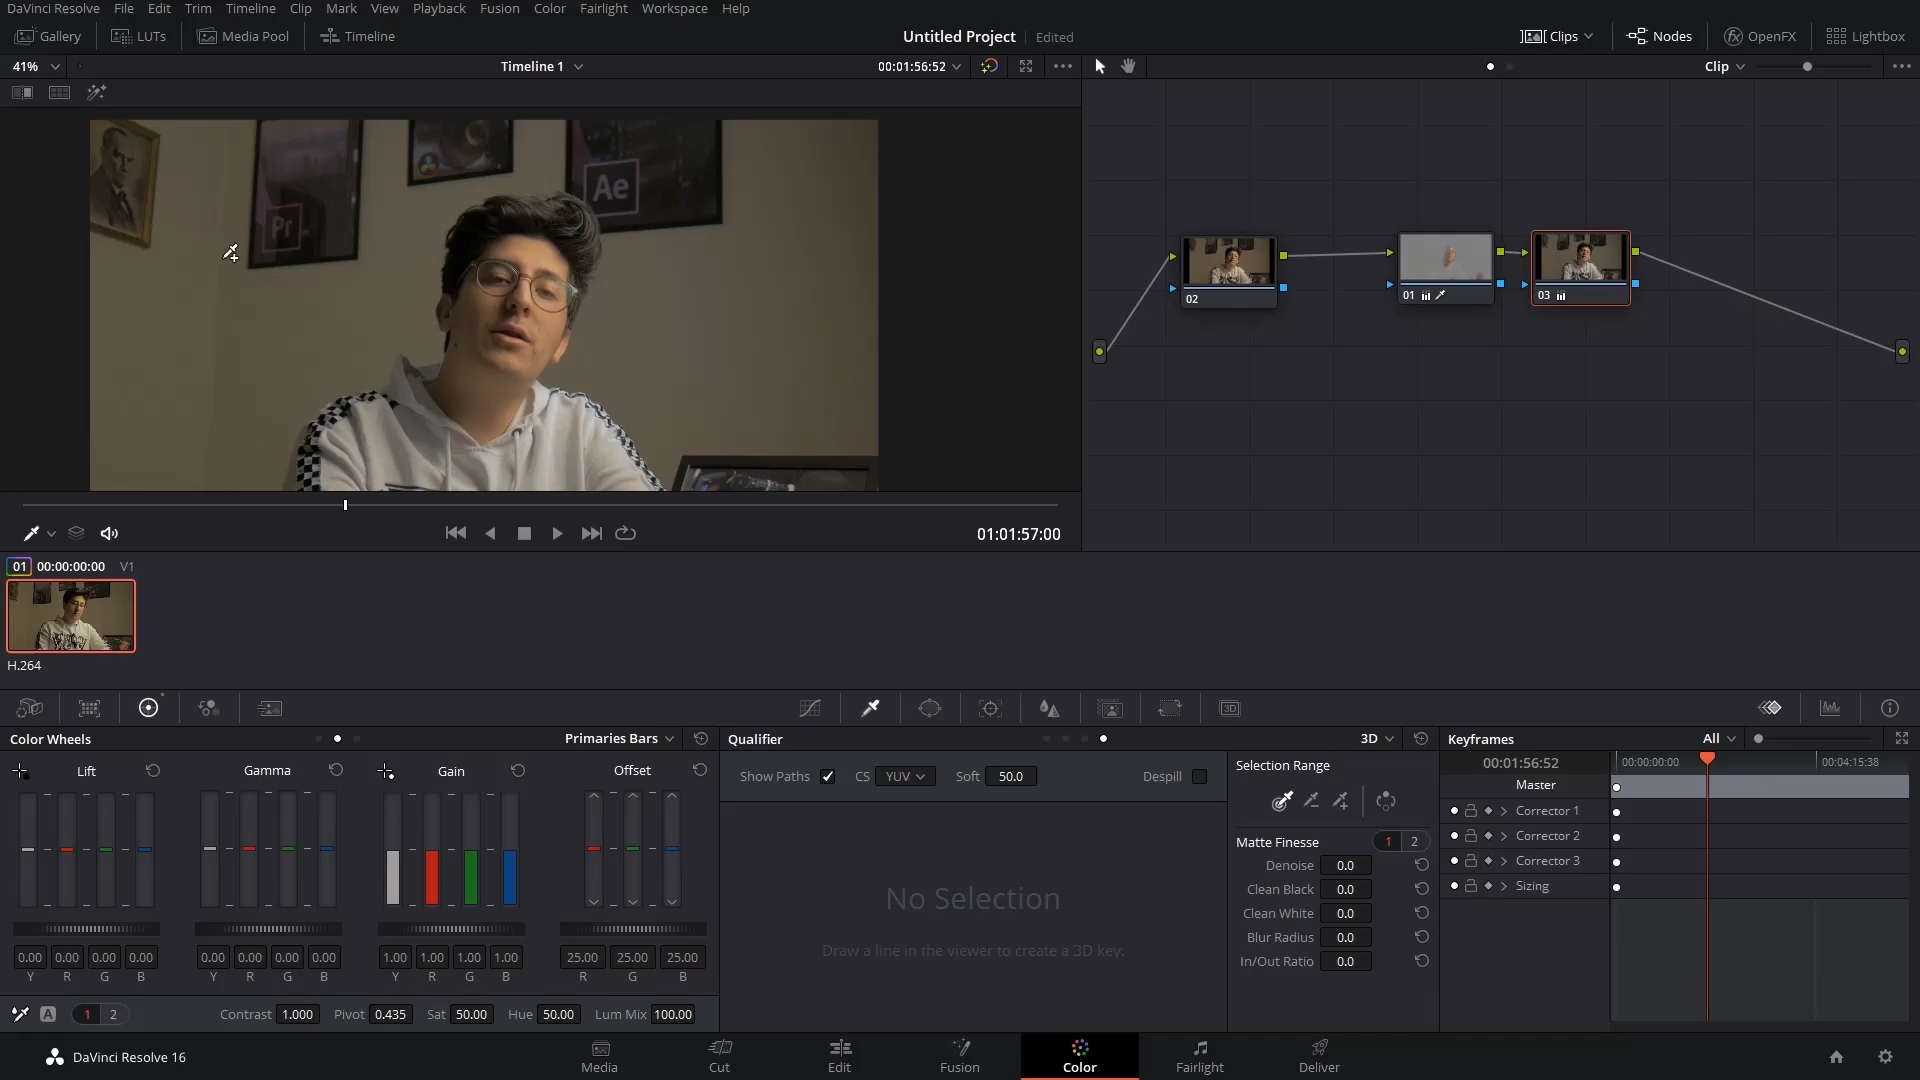 DaVinci Resolve File Edit Trim Timeline Clip Mark View Playback Fusion Color Fairlight Workspace Help
Gallery LUTs Media Pool Timeline Untitled Project Edited Clips Nodes OpenFX Lightbox
41% Timeline 1 00:01:56:52 Clip
Pr
Ae
02
01
03
01:01:57:00
01 00:00:00:00 V1
H.264
Color Wheels Primaries Bars
Lift Gamma Gain Offset
0.00 0.00 0.00 0.00 0.00 0.00 0.00 0.00 1.00 1.00 1.00 1.00 25.00 25.00 25.00
Y R G B Y R G B Y R G B R G B
A 1 2 Contrast 1.000 Pivot 0.435 Sat 50.00 Hue 50.00 Lum Mix 100.00
Qualifier 3D
Show Paths CS YUV Soft 50.0 Despill
No Selection
Draw a line in the viewer to create a 3D key.
Selection Range
Matte Finesse 1 2
Denoise 0.0
Clean Black 0.0
Clean White 0.0
Blur Radius 0.0
In/Out Ratio 0.0
Keyframes All
00:01:56:52 00:00:00:00 00:04:15:38
Master
Corrector 1
Corrector 2
Corrector 3
Sizing
3D
DaVinci Resolve 16
Media Cut Edit Fusion Color Fairlight Deliver